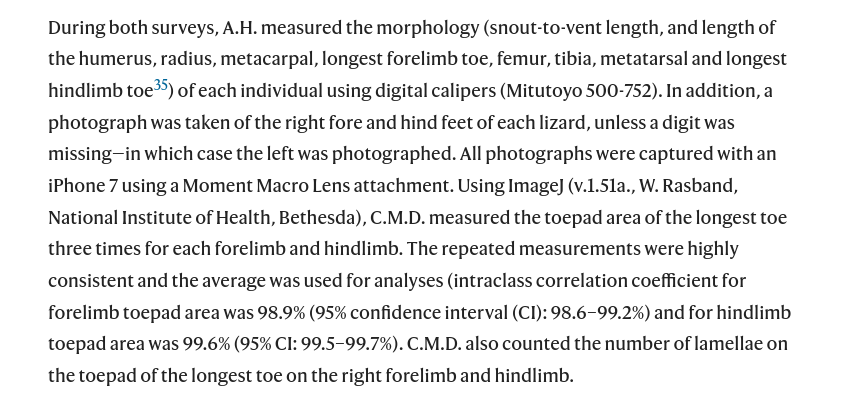 During both surveys, A.H. measured the morphology (snout-to-vent length, and length of
the humerus, radius, metacarpal, longest forelimb toe, femur, tibia, metatarsal and longest
hindlimb toe35) of each individual using digital calipers (Mitutoyo 500-752). In addition, a
photograph was taken of the right fore and hind feet of each lizard, unless a digit was
missing—in which case the left was photographed. All photographs were captured with an
iPhone 7 using a Moment Macro Lens attachment. Using ImageJ (v.1.51a., W. Rasband,
National Institute of Health, Bethesda), C.M.D. measured the toepad area of the longest toe
three times for each forelimb and hindlimb. The repeated measurements were highly
consistent and the average was used for analyses (intraclass correlation coefficient for
forelimb toepad area was 98.9% (95% confidence interval (CI): 98.6–99.2%) and for hindlimb
toepad area was 99.6% (95% CI: 99.5–99.7%). C.M.D. also counted the number of lamellae on
the toepad of the longest toe on the right forelimb and hindlimb.